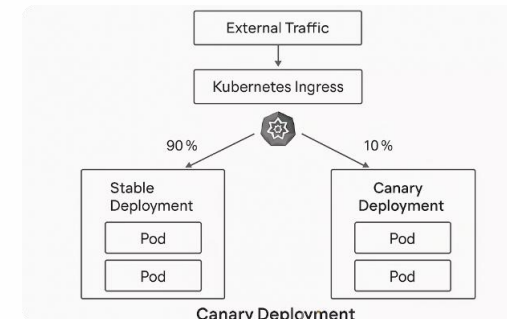 External Traffic
Kubernetes Ingress
90 %
10 %
Stable
Deployment
Pod
Pod
Canary
Deployment
Pod
Pod
Canary Deployment